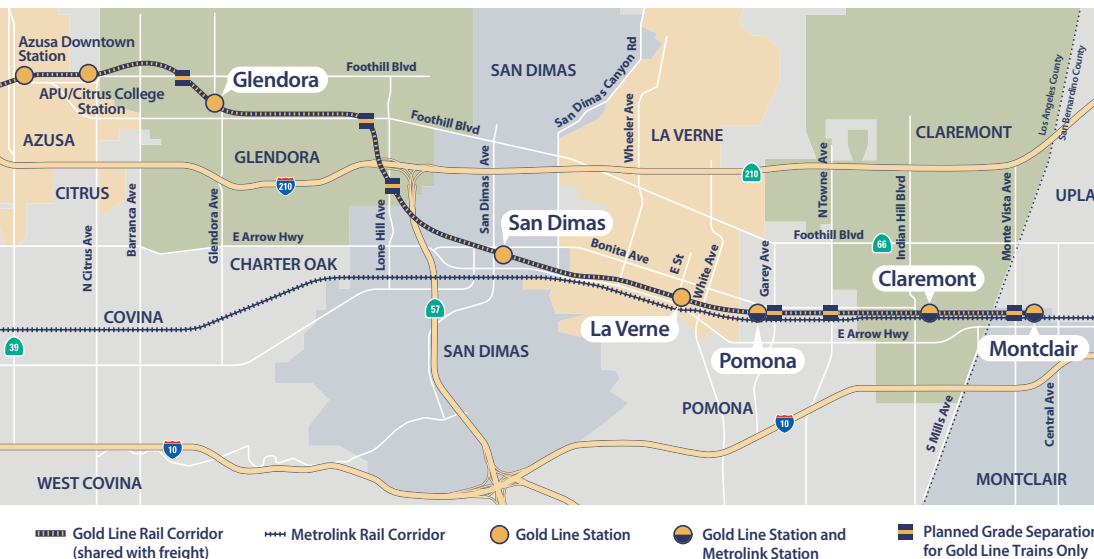 Azusa Downtown
Station
APU/Citrus College
Station
Glendora
Foothill Blvd
Foothill Blvd
SAN DIMAS
San Dimas Canyon Rd
Wheeler Ave
LA VERNE
CLAREMONT
Los Angeles County
San Bernardino County
AZUSA
GLENDORA
210
210
CITRUS
N Citrus Ave
Barranca Ave
Glendora Ave
Lone Hill Ave
San Dimas Ave
San Dimas
N Towne Ave
Indian Hill Blvd
Monte Vista Ave
UPLA
E Arrow Hwy
CHARTER OAK
Bonita Ave
E St
White Ave
Garey Ave
Foothill Blvd
66
Claremont
COVINA
57
39
La Verne
E Arrow Hwy
Pomona
Montclair
SAN DIMAS
POMONA
10
10
S Mills Ave
Central Ave
WEST COVINA
MONTCLAIR
Gold Line Rail Corridor
(shared with freight)
Metrolink Rail Corridor
Gold Line Station
Gold Line Station and
Metrolink Station
Planned Grade Separation
for Gold Line Trains Only